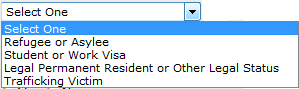 Select One
Select One
Refugee or Asylee
Student or Work Visa
Legal Permanent Resident or Other Legal Status
Trafficking Victim